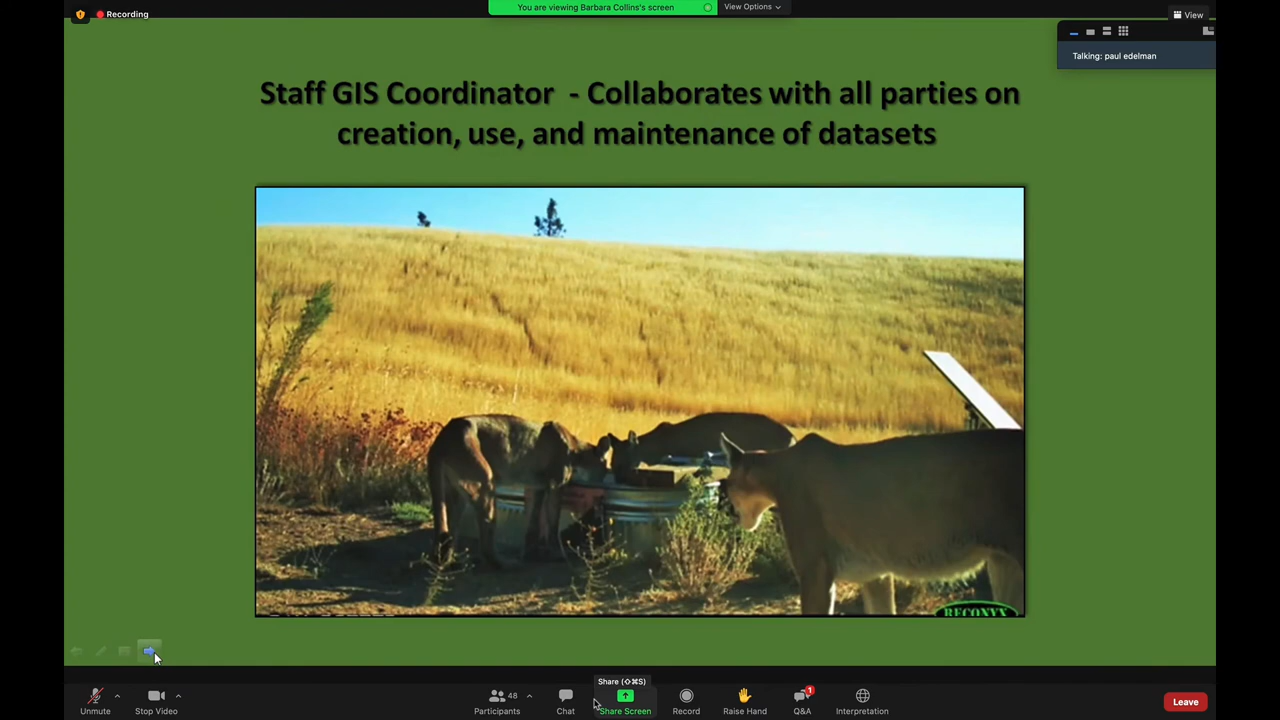 Recording
You are viewing Barbara Collins's screen
View Options
View
Talking: paul edelman
Staff GIS Coordinator - Collaborates with all parties on
creation, use, and maintenance of datasets
RECONYX
Share (⇧⌘S)
Unmute
Stop Video
48
Participants
Chat
Share Screen
Record
Raise Hand
1
Q&A
Interpretation
Leave